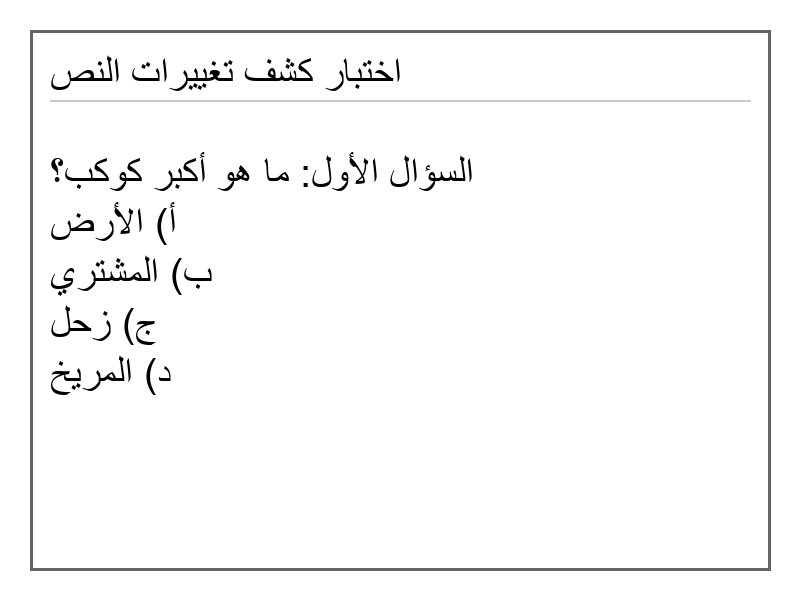 اختبار كشف تغييرات النص
السؤال الأول: ما هو أكبر كوكب؟
أ) الأرض
ب) المشتري
ج) زحل
د) المريخ